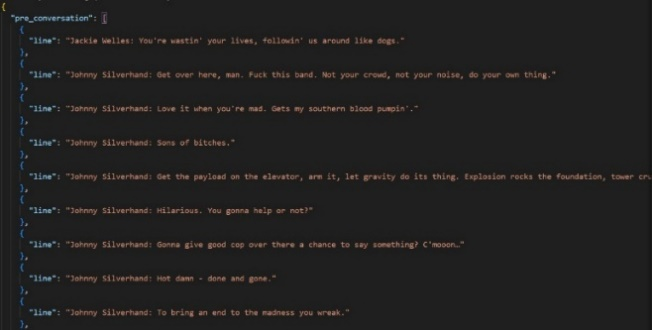 {
"pre_conversation": [
{
"line": "Jackie Welles: You're wastin' your lives, followin' us around like dogs."
},
{
"line": "Johnny Silverhand: Get over here, man. Fuck this band. Not your crowd, not your noise, do your own thing."
},
{
"line": "Johnny Silverhand: Love it when you're mad. Gets my southern blood pumpin'."
},
{
"line": "Johnny Silverhand: Sons of bitches."
},
{
"line": "Johnny Silverhand: Get the payload on the elevator, arm it, let gravity do its thing. Explosion rocks the foundation, tower cru
},
{
"line": "Johnny Silverhand: Hilarious. You gonna help or not?"
},
{
"line": "Johnny Silverhand: Gonna give good cop over there a chance to say something? C'mooon…"
},
{
"line": "Johnny Silverhand: Hot damn - done and gone."
},
{
"line": "Johnny Silverhand: To bring an end to the madness you wreak."
},